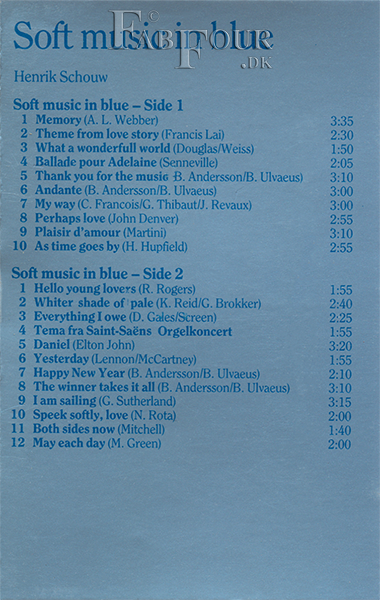 Soft music in blue
© FAB FOUR FAN .DK
Henrik Schouw
Soft music in blue – Side 1
1 Memory (A. L. Webber) 3:35
2 Theme from love story (Francis Lai) 2:30
3 What a wonderfull world (Douglas/Weiss) 1:50
4 Ballade pour Adelaine (Senneville) 2:05
5 Thank you for the music (B. Andersson/B. Ulvaeus) 3:10
6 Andante (B. Andersson/B. Ulvaeus) 3:00
7 My way (C. Francois/G. Thibaut/J. Revaux) 3:00
8 Perhaps love (John Denver) 2:55
9 Plaisir d'amour (Martini) 3:10
10 As time goes by (H. Hupfield) 2:55
Soft music in blue – Side 2
1 Hello young lovers (R. Rogers) 1:55
2 Whiter shade of pale (K. Reid/G. Brokker) 2:40
3 Everything I owe (D. Gales/Screen) 2:25
4 Tema fra Saint-Saëns Orgelkoncert 1:55
5 Daniel (Elton John) 3:20
6 Yesterday (Lennon/McCartney) 1:55
7 Happy New Year (B. Andersson/B. Ulvaeus) 2:10
8 The winner takes it all (B. Andersson/B. Ulvaeus) 3:10
9 I am sailing (G. Sutherland) 3:15
10 Speek softly, love (N. Rota) 2:00
11 Both sides now (Mitchell) 1:40
12 May each day (M. Green) 2:00